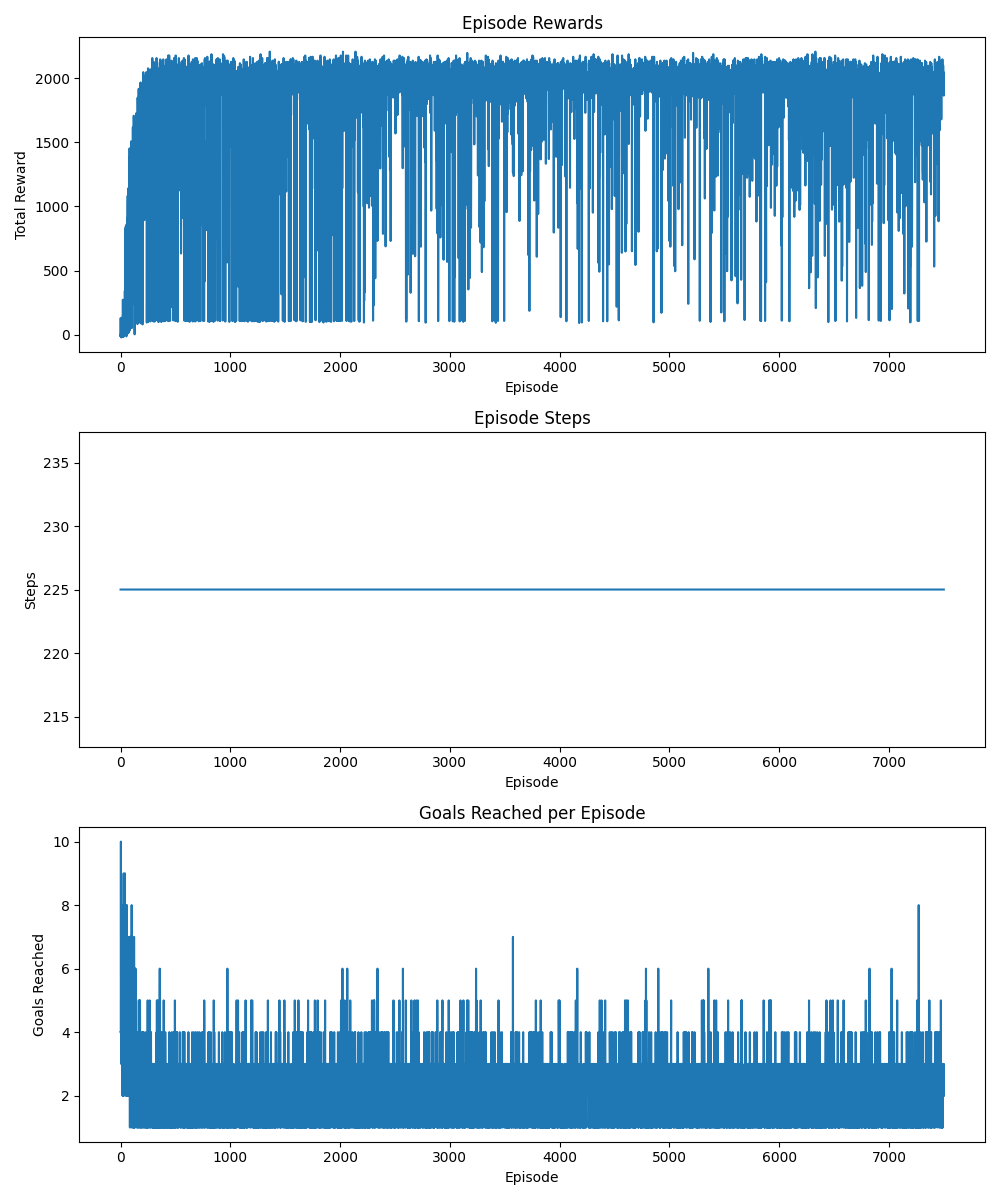 Episode Rewards
2000
1500
1000
500
0
Total Reward
0 1000 2000 3000 4000 5000 6000 7000
Episode
Episode Steps
235
230
225
220
215
Steps
0 1000 2000 3000 4000 5000 6000 7000
Episode
Goals Reached per Episode
10
8
6
4
2
Goals Reached
0 1000 2000 3000 4000 5000 6000 7000
Episode